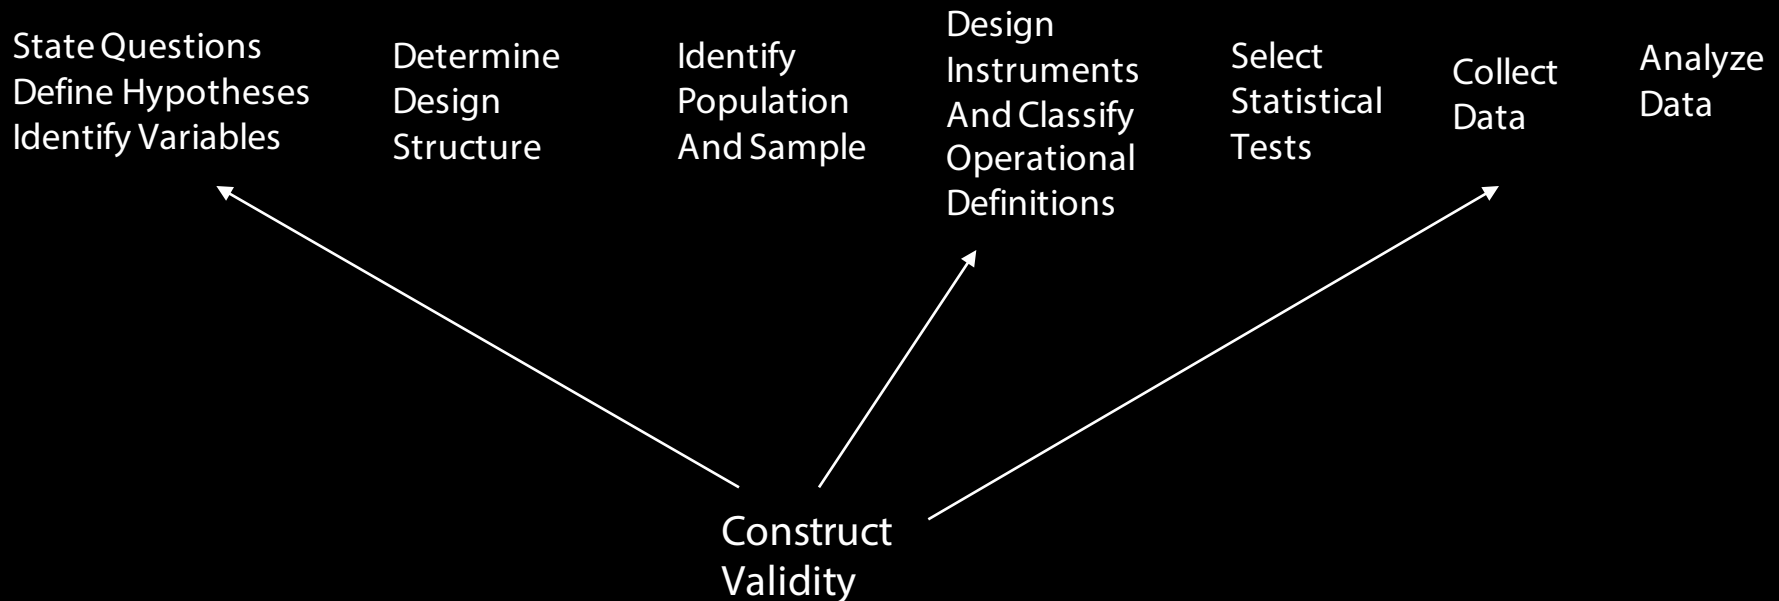 State Questions
Define Hypotheses
Identify Variables
Determine
Design
Structure
Identify
Population
And Sample
Design
Instruments
And Classify
Operational
Definitions
Select
Statistical
Tests
Collect
Data
Analyze
Data
Construct
Validity